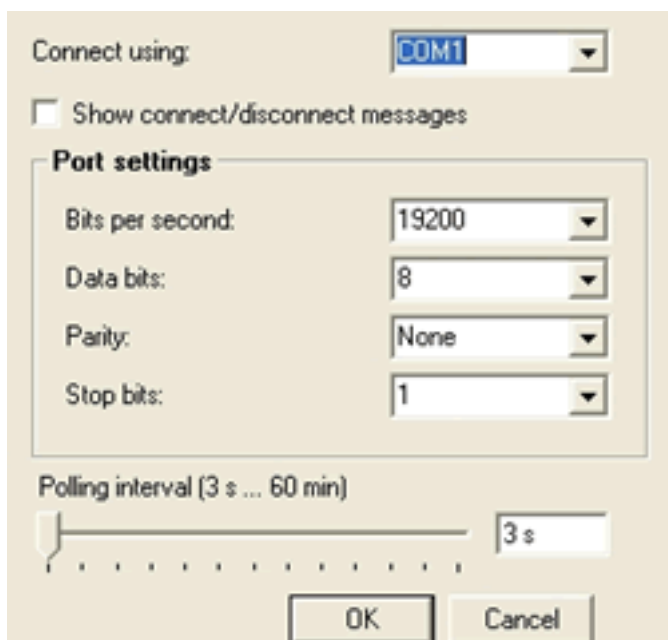 Connect using: COM1
Show connect/disconnect messages
Port settings
Bits per second: 19200
Data bits: 8
Parity: None
Stop bits: 1
Polling interval (3 s ... 60 min)
3 s
OK Cancel